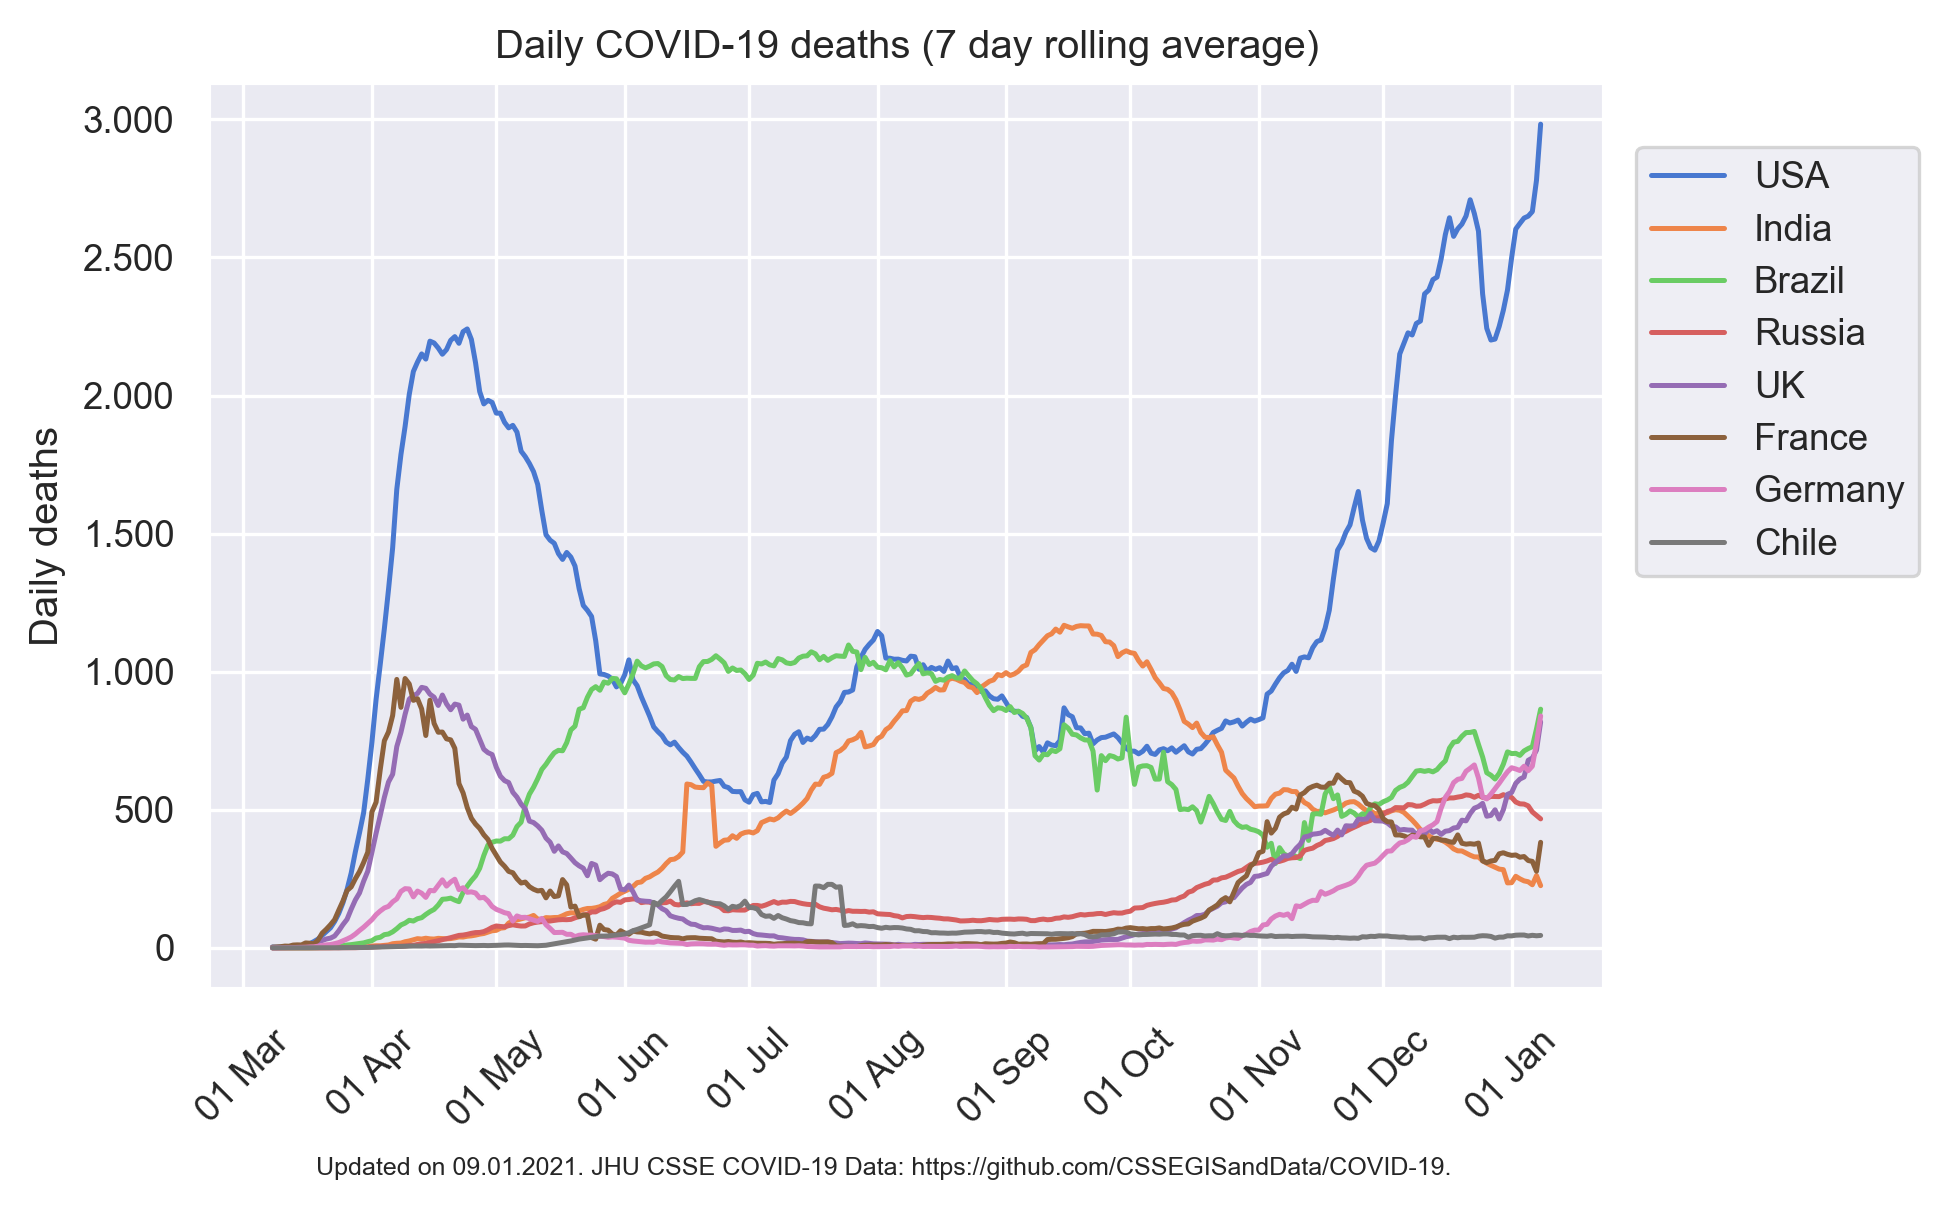 Daily COVID-19 deaths (7 day rolling average)
3.000
2.500
2.000
1.500
1.000
500
0
Daily deaths
USA
India
Brazil
Russia
UK
France
Germany
Chile
01 Mar
01 Apr
01 May
01 Jun
01 Jul
01 Aug
01 Sep
01 Oct
01 Nov
01 Dec
01 Jan
Updated on 09.01.2021. JHU CSSE COVID-19 Data: https://github.com/CSSEGISandData/COVID-19.